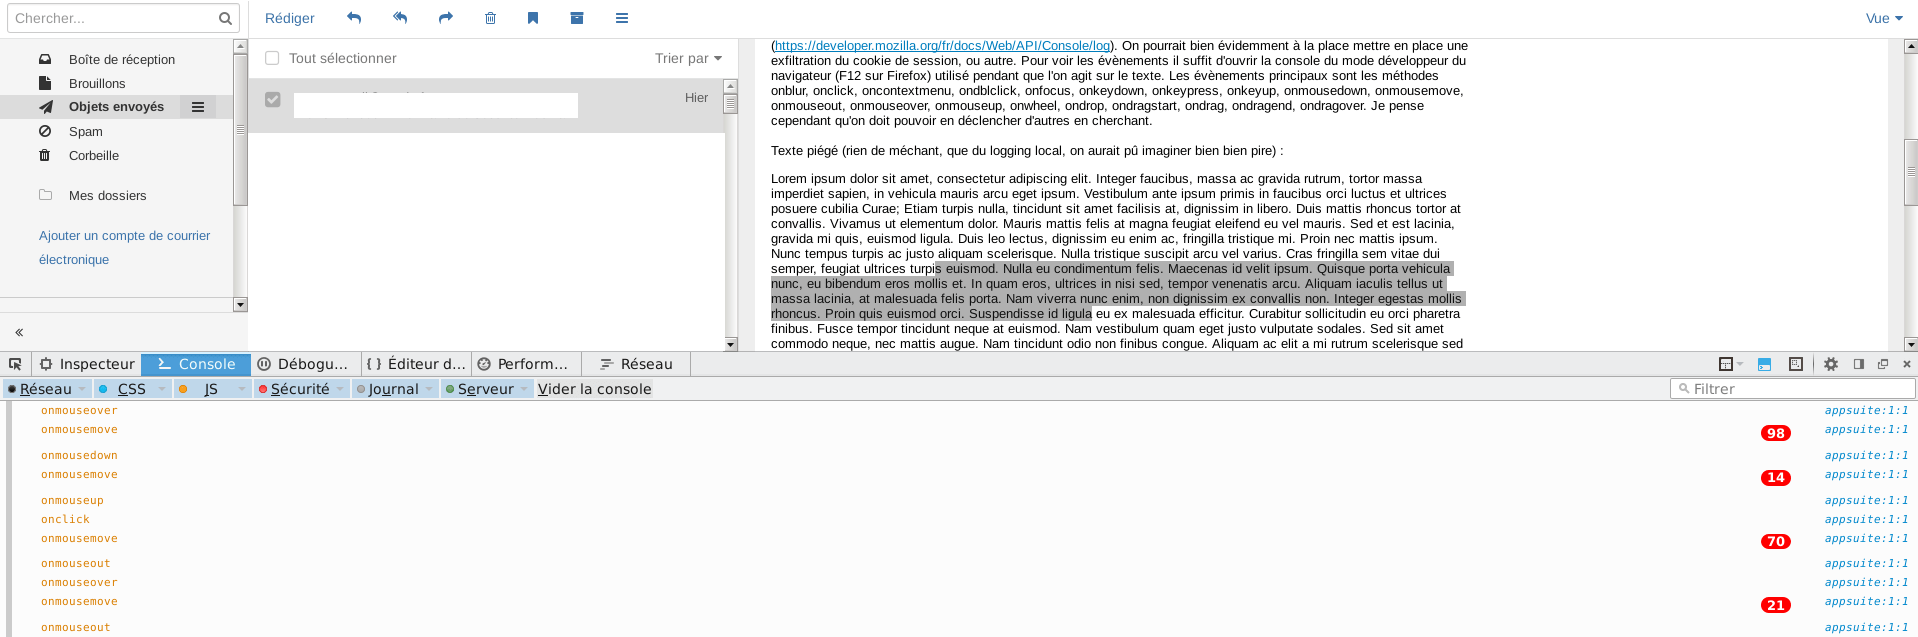 Chercher...
Rédiger
Vue
Boîte de réception
Brouillons
Objets envoyés
Spam
Corbeille
Mes dossiers
Ajouter un compte de courrier
électronique
«
Tout sélectionner
Trier par
Hier
(https://developer.mozilla.org/fr/docs/Web/API/Console/log). On pourrait bien évidemment à la place mettre en place une
exfiltration du cookie de session, ou autre. Pour voir les évènements il suffit d'ouvrir la console du mode développeur du
navigateur (F12 sur Firefox) utilisé pendant que l'on agit sur le texte. Les évènements principaux sont les méthodes
onblur, onclick, oncontextmenu, ondblclick, onfocus, onkeydown, onkeypress, onkeyup, onmousedown, onmousemove,
onmouseout, onmouseover, onmouseup, onwheel, ondrop, ondragstart, ondrag, ondragend, ondragover. Je pense
cependant qu'on doit pouvoir en déclencher d'autres en cherchant.
Texte piégé (rien de méchant, que du logging local, on aurait pû imaginer bien bien pire) :
Lorem ipsum dolor sit amet, consectetur adipiscing elit. Integer faucibus, massa ac gravida rutrum, tortor massa
imperdiet sapien, in vehicula mauris arcu eget ipsum. Vestibulum ante ipsum primis in faucibus orci luctus et ultrices
posuere cubilia Curae; Etiam turpis nulla, tincidunt sit amet facilisis at, dignissim in libero. Duis mattis rhoncus tortor at
convallis. Vivamus ut elementum dolor. Mauris mattis felis at magna feugiat eleifend eu vel mauris. Sed et est lacinia,
gravida mi quis, euismod ligula. Duis leo lectus, dignissim eu enim ac, fringilla tristique mi. Proin nec mattis ipsum.
Nunc tempus turpis ac justo aliquam scelerisque. Nulla tristique suscipit arcu vel varius. Cras fringilla sem vitae dui
semper, feugiat ultrices turpis euismod. Nulla eu condimentum felis. Maecenas id velit ipsum. Quisque porta vehicula
nunc, eu bibendum eros mollis et. In quam eros, ultrices in nisi sed, tempor venenatis arcu. Aliquam iaculis tellus ut
massa lacinia, at malesuada felis porta. Nam viverra nunc enim, non dignissim ex convallis non. Integer egestas mollis
rhoncus. Proin quis euismod orci. Suspendisse id ligula eu ex malesuada efficitur. Curabitur sollicitudin eu orci pharetra
finibus. Fusce tempor tincidunt neque at euismod. Nam vestibulum quam eget justo vulputate sodales. Sed sit amet
commodo neque, nec mattis augue. Nam tincidunt odio non finibus congue. Aliquam ac elit a mi rutrum scelerisque sed
Inspecteur Console Débogu... { } Éditeur d... Perform... Réseau
Réseau CSS JS Sécurité Journal Serveur Vider la console Filtrer
onmouseover appsuite:1:1
onmousemove 98 appsuite:1:1
onmousedown appsuite:1:1
onmousemove 14 appsuite:1:1
onmouseup appsuite:1:1
onclick appsuite:1:1
onmousemove 70 appsuite:1:1
onmouseout appsuite:1:1
onmouseover appsuite:1:1
onmousemove 21 appsuite:1:1
onmouseout appsuite:1:1